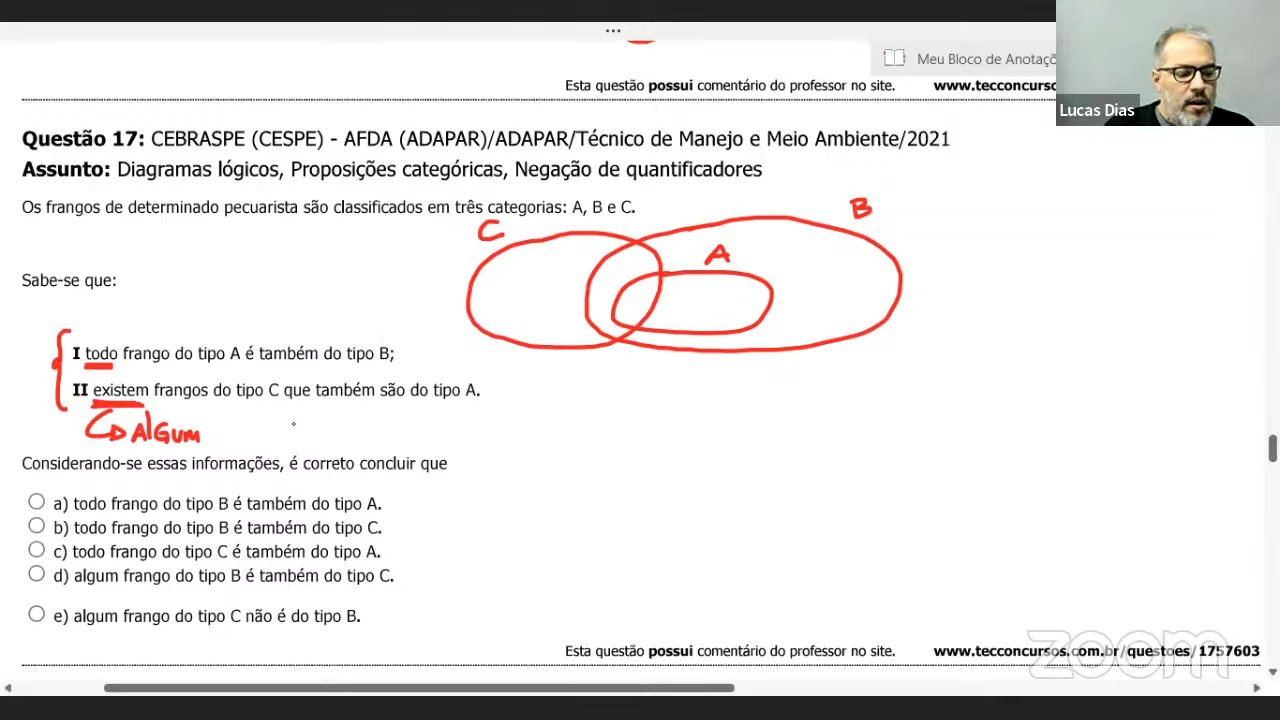 Meu Bloco de Anotaçõ
Esta questão possui comentário do professor no site. www.tecconcurso
Lucas Dias
Questão 17: CEBRASPE (CESPE) - AFDA (ADAPAR)/ADAPAR/Técnico de Manejo e Meio Ambiente/2021
Assunto: Diagramas lógicos, Proposições categóricas, Negação de quantificadores
Os frangos de determinado pecuarista são classificados em três categorias: A, B e C.
B
C
A
Sabe-se que:
I todo frango do tipo A é também do tipo B;
II existem frangos do tipo C que também são do tipo A.
ALGUM
Considerando-se essas informações, é correto concluir que
a) todo frango do tipo B é também do tipo A.
b) todo frango do tipo B é também do tipo C.
c) todo frango do tipo C é também do tipo A.
d) algum frango do tipo B é também do tipo C.
e) algum frango do tipo C não é do tipo B.
zoom
Esta questão possui comentário do professor no site. www.tecconcursos.com.br/questoes/1757603